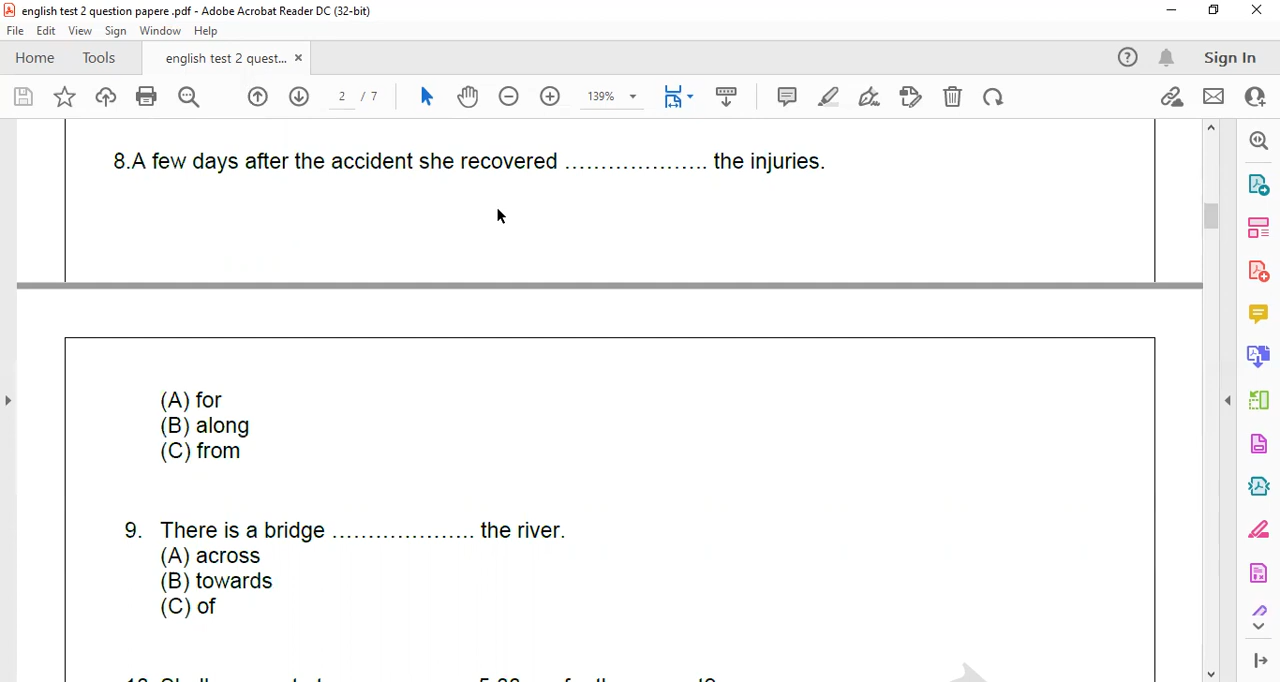 english test 2 question papere .pdf - Adobe Acrobat Reader DC (32-bit)
File Edit View Sign Window Help
Home Tools english test 2 quest... × Sign In
2 / 7 139%
8.A few days after the accident she recovered .................... the injuries.
(A) for
(B) along
(C) from
9. There is a bridge .................... the river.
(A) across
(B) towards
(C) of